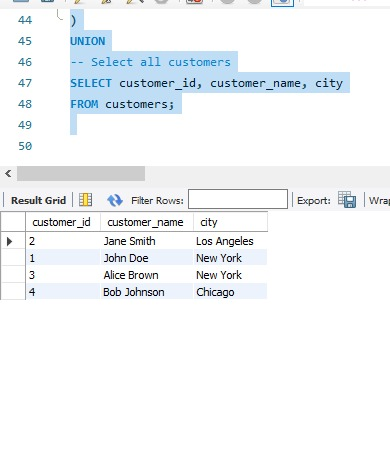 44 )
45 UNION
46 -- Select all customers
47 SELECT customer_id, customer_name, city
48 FROM customers;
49
50
Result Grid Filter Rows: Export:
customer_id customer_name city
2 Jane Smith Los Angeles
1 John Doe New York
3 Alice Brown New York
4 Bob Johnson Chicago